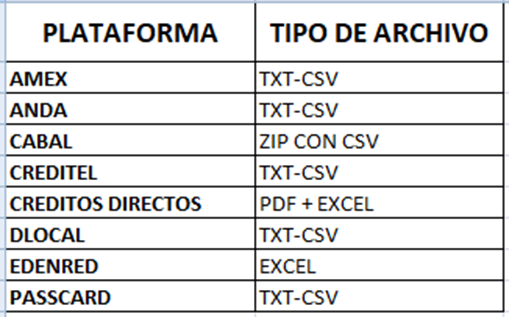 PLATAFORMA TIPO DE ARCHIVO
AMEX TXT-CSV
ANDA TXT-CSV
CABAL ZIP CON CSV
CREDITEL TXT-CSV
CREDITOS DIRECTOS PDF + EXCEL
DLOCAL TXT-CSV
EDENRED EXCEL
PASSCARD TXT-CSV